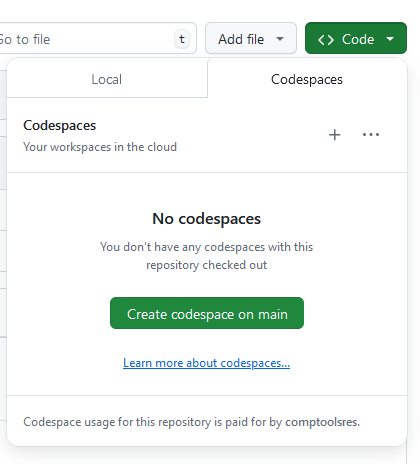 Go to file t Add file Code
Local Codespaces
Codespaces
Your workspaces in the cloud
No codespaces
You don't have any codespaces with this
repository checked out
Create codespace on main
Learn more about codespaces...
Codespace usage for this repository is paid for by comptoolsres.